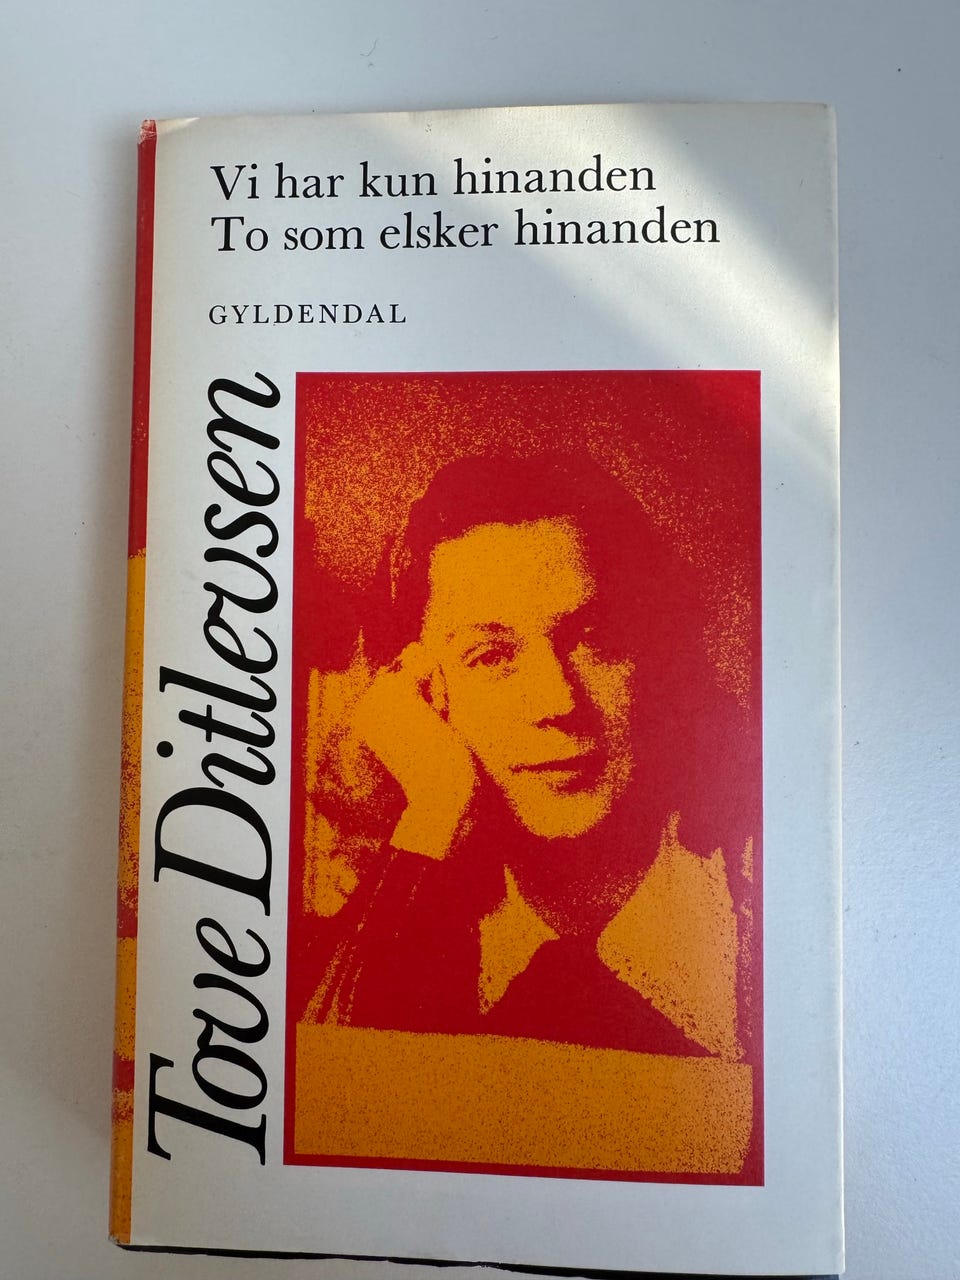 Vi har kun hinanden
To som elsker hinanden
GYLDENDAL
Tove Ditlevsen